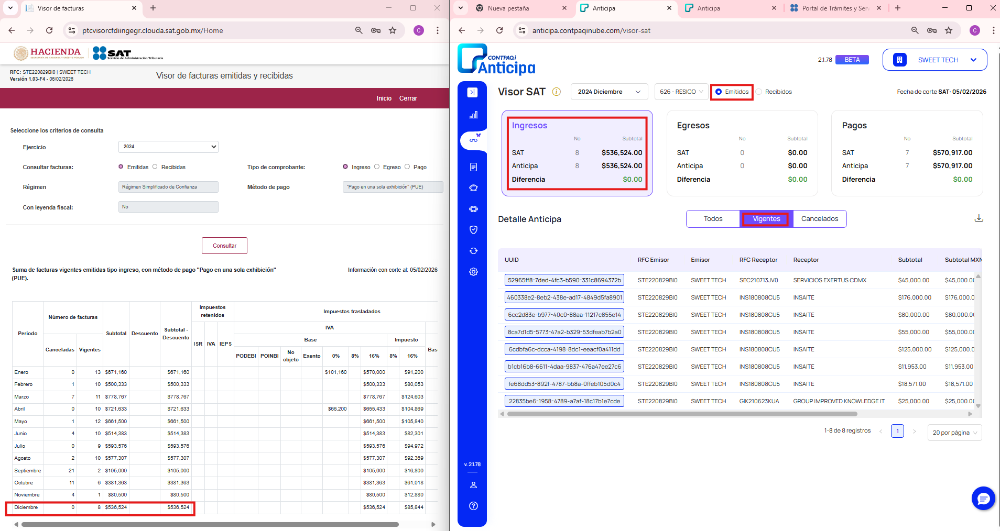 Visor de facturas
ptcvisorcfdiingegr.clouda.sat.gob.mx/Home
C
HACIENDA
SECRETARÍA DE HACIENDA Y CRÉDITO PÚBLICO
SAT
Servicio de Administración Tributaria
RFC: STE220829BI0 | SWEET TECH
Versión 1.03-F4 - 06/02/2026
Visor de facturas emitidas y recibidas
Inicio Cerrar
Seleccione los criterios de consulta
Ejercicio 2024
Consultar facturas: Emitidas Recibidas Tipo de comprobante: Ingreso Egreso Pago
Régimen Régimen Simplificado de Confianza Método de pago "Pago en una sola exhibición" (PUE)
Con leyenda fiscal: No
Consultar
Suma de facturas vigentes emitidas tipo ingreso, con método de pago "Pago en una sola exhibición" (PUE).
Información con corte al: 05/02/2026
Periodo Número de facturas Subtotal Descuento Subtotal - Descuento Impuestos retenidos Impuestos trasladados
IVA
Base Impuesto
Canceladas Vigentes ISR IVA IEPS PODEBI POINBI No objeto Exento 0% 8% 16% 8% 16% Bas
Enero 0 13 $671,160 $671,160 $101,160 $570,000 $91,200
Febrero 1 10 $500,333 $500,333 $500,333 $80,053
Marzo 7 11 $778,767 $778,767 $778,767 $124,603
Abril 0 10 $721,633 $721,633 $66,200 $655,433 $104,869
Mayo 1 12 $661,500 $661,500 $661,500 $105,840
Junio 4 10 $514,383 $514,383 $514,383 $82,301
Julio 0 9 $593,576 $593,576 $593,576 $94,972
Agosto 2 10 $577,307 $577,307 $577,307 $92,369
Septiembre 21 2 $105,000 $105,000 $105,000 $16,800
Octubre 11 6 $381,363 $381,363 $381,363 $61,018
Noviembre 4 1 $80,500 $80,500 $80,500 $12,880
Diciembre 0 8 $536,524 $536,524 $536,524 $85,844
Nueva pestaña Anticipa Anticipa Portal de Trámites y Serv
anticipa.contpaqinube.com/visor-sat
C
CONTPAQi
Anticipa
2.1.78 BETA SWEET TECH
Visor SAT 2024 Diciembre 626 - RESICO Emitidos Recibidos Fecha de corte SAT: 05/02/2026
Ingresos
No Subtotal
SAT 8 $536,524.00
Anticipa 8 $536,524.00
Diferencia $0.00
Egresos
No Subtotal
SAT 0 $0.00
Anticipa 0 $0.00
Diferencia $0.00
Pagos
No Subtotal
SAT 7 $570,917.00
Anticipa 7 $570,917.00
Diferencia $0.00
Detalle Anticipa Todos Vigentes Cancelados
UUID RFC Emisor Emisor RFC Receptor Receptor Subtotal Subtotal MXN
52965ff8-7ded-4fc3-b590-331c8694372b STE220829BI0 SWEET TECH SEC210713JV0 SERVICIOS EXERTUS CDMX $45,000.00 $45,000.00
460338e2-8eb2-438e-ad17-4849d5fa8901 STE220829BI0 SWEET TECH INS180808CU5 INSAITE $176,000.00 $176,000.0
6cc2d83e-b977-40c0-88aa-11217c855e14 STE220829BI0 SWEET TECH INS180808CU5 INSAITE $80,000.00 $80,000.00
8ca7d1d5-5773-47a2-b329-53dfeab7b2a0 STE220829BI0 SWEET TECH INS180808CU5 INSAITE $55,000.00 $55,000.00
6cdbfa6c-dcca-4198-8dc1-eeacf0a411dd STE220829BI0 SWEET TECH INS180808CU5 INSAITE $125,000.00 $125,000.0
b1cb16b8-6611-4daa-9837-476a47ee27c6 STE220829BI0 SWEET TECH INS180808CU5 INSAITE $11,953.00 $11,953.00
fe68dd53-892f-4787-bb8a-0ffeb105d0c4 STE220829BI0 SWEET TECH INS180808CU5 INSAITE $18,571.00 $18,571.00
22835be6-1958-4789-a7af-18c17b1e7cde STE220829BI0 SWEET TECH GIK210623KUA GROUP IMPROVED KNOWLEDGE IT $25,000.00 $25,000.00
1-8 de 8 registros 1 20 por página
v. 2.1.78